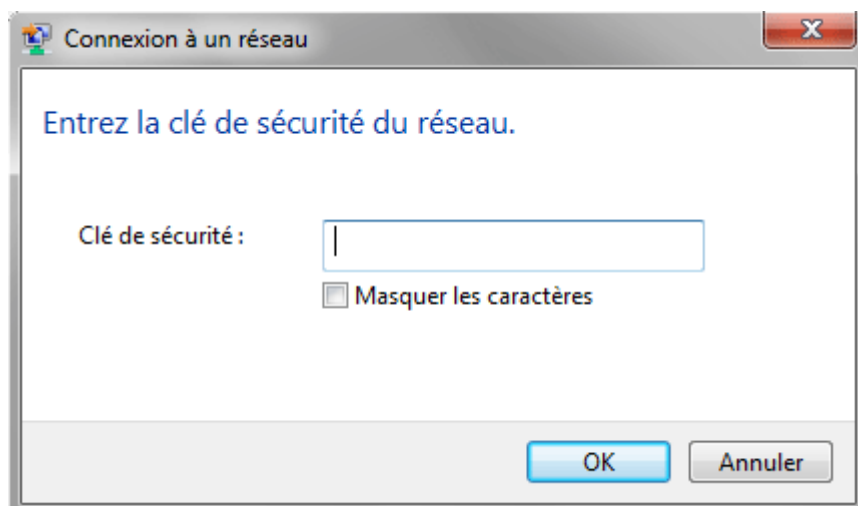 Connexion à un réseau
Entrez la clé de sécurité du réseau.
Clé de sécurité :
Masquer les caractères
OK
Annuler